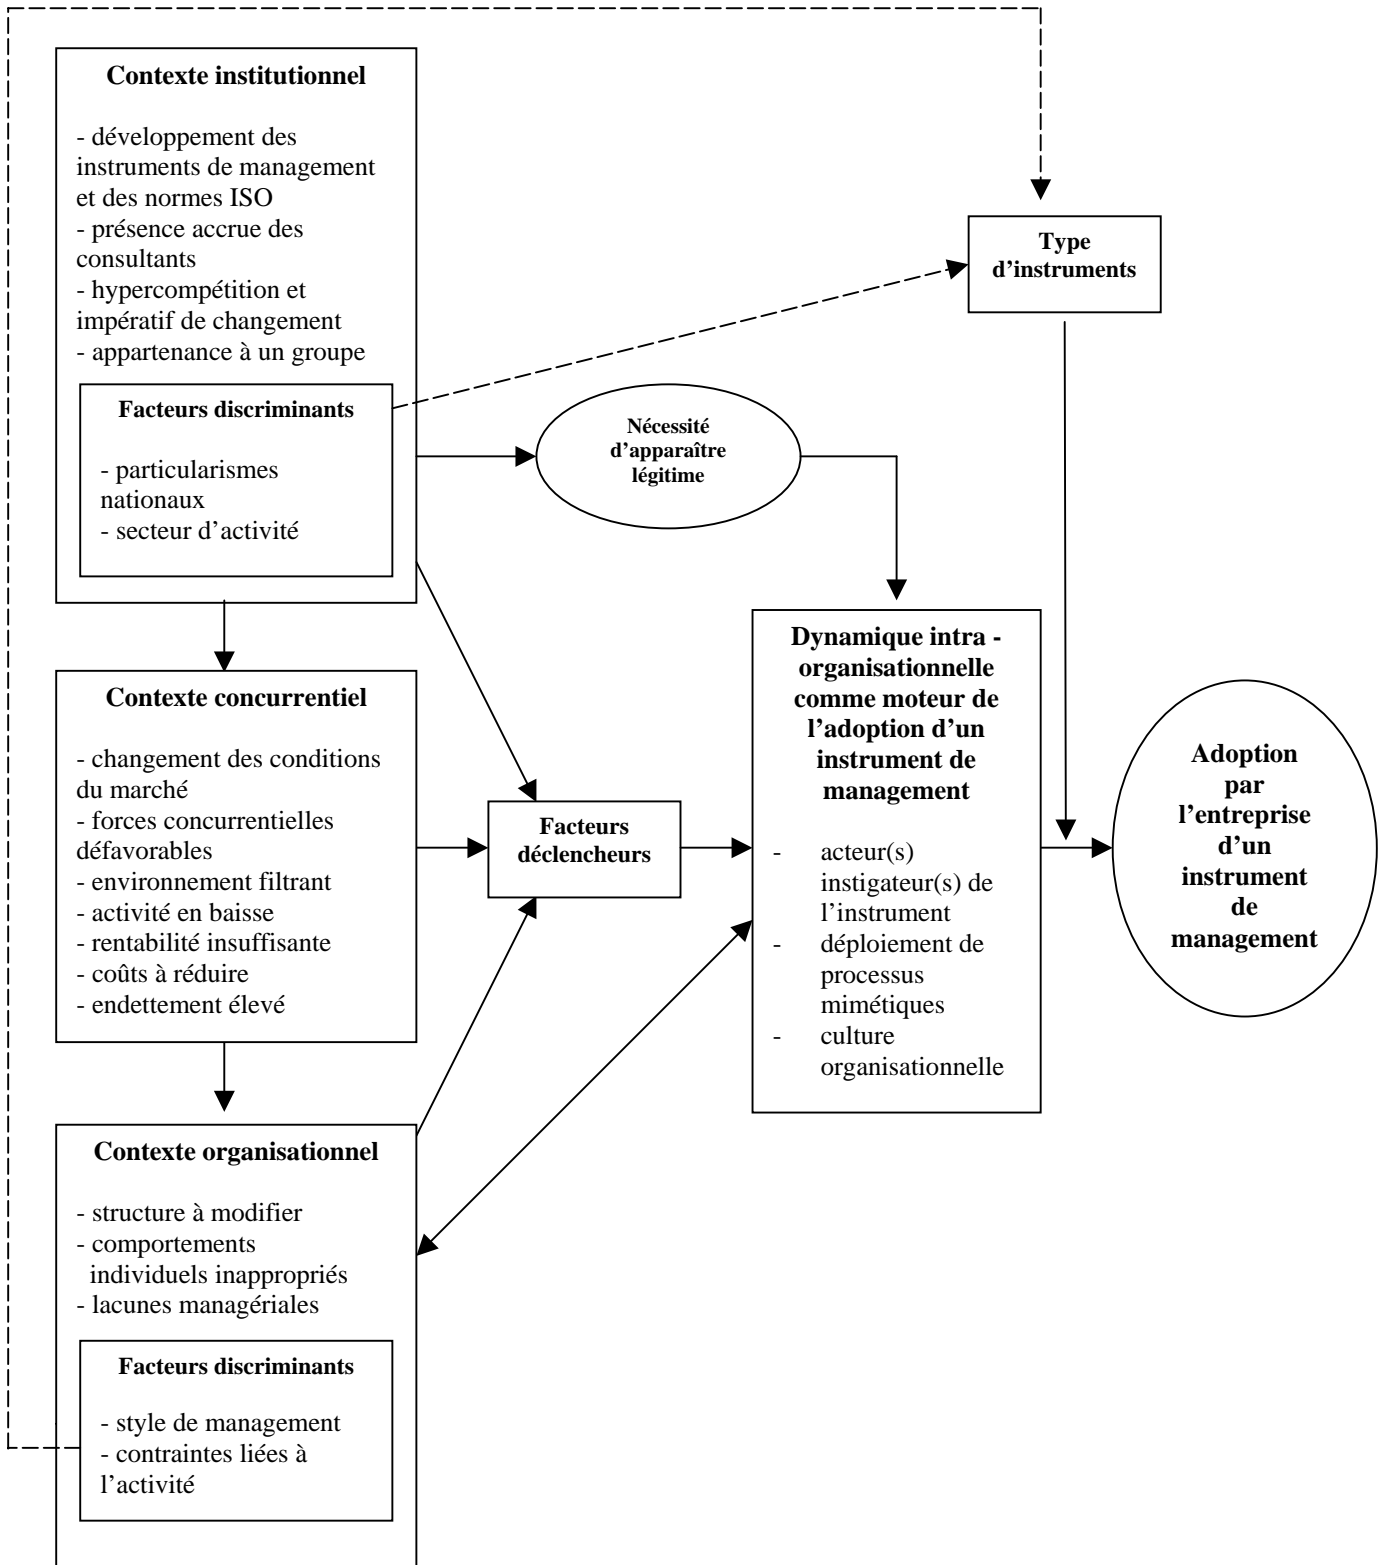 Contexte institutionnel
- développement des
instruments de management
et des normes ISO
- présence accrue des
consultants
- hypercompétition et
impératif de changement
- appartenance à un groupe
Facteurs discriminants
- particularismes
nationaux
- secteur d’activité
Type
d’instruments
Nécessité
d’apparaître
légitime
Contexte concurrentiel
- changement des conditions
du marché
- forces concurrentielles
défavorables
- environnement filtrant
- activité en baisse
- rentabilité insuffisante
- coûts à réduire
- endettement élevé
Facteurs
déclencheurs
Dynamique intra -
organisationnelle
comme moteur de
l’adoption d’un
instrument de
management
- acteur(s)
instigateur(s) de
l’instrument
- déploiement de
processus
mimétiques
- culture
organisationnelle
Adoption
par
l’entreprise
d’un
instrument
de
management
Contexte organisationnel
- structure à modifier
- comportements
individuels inappropriés
- lacunes managériales
Facteurs discriminants
- style de management
- contraintes liées à
l’activité